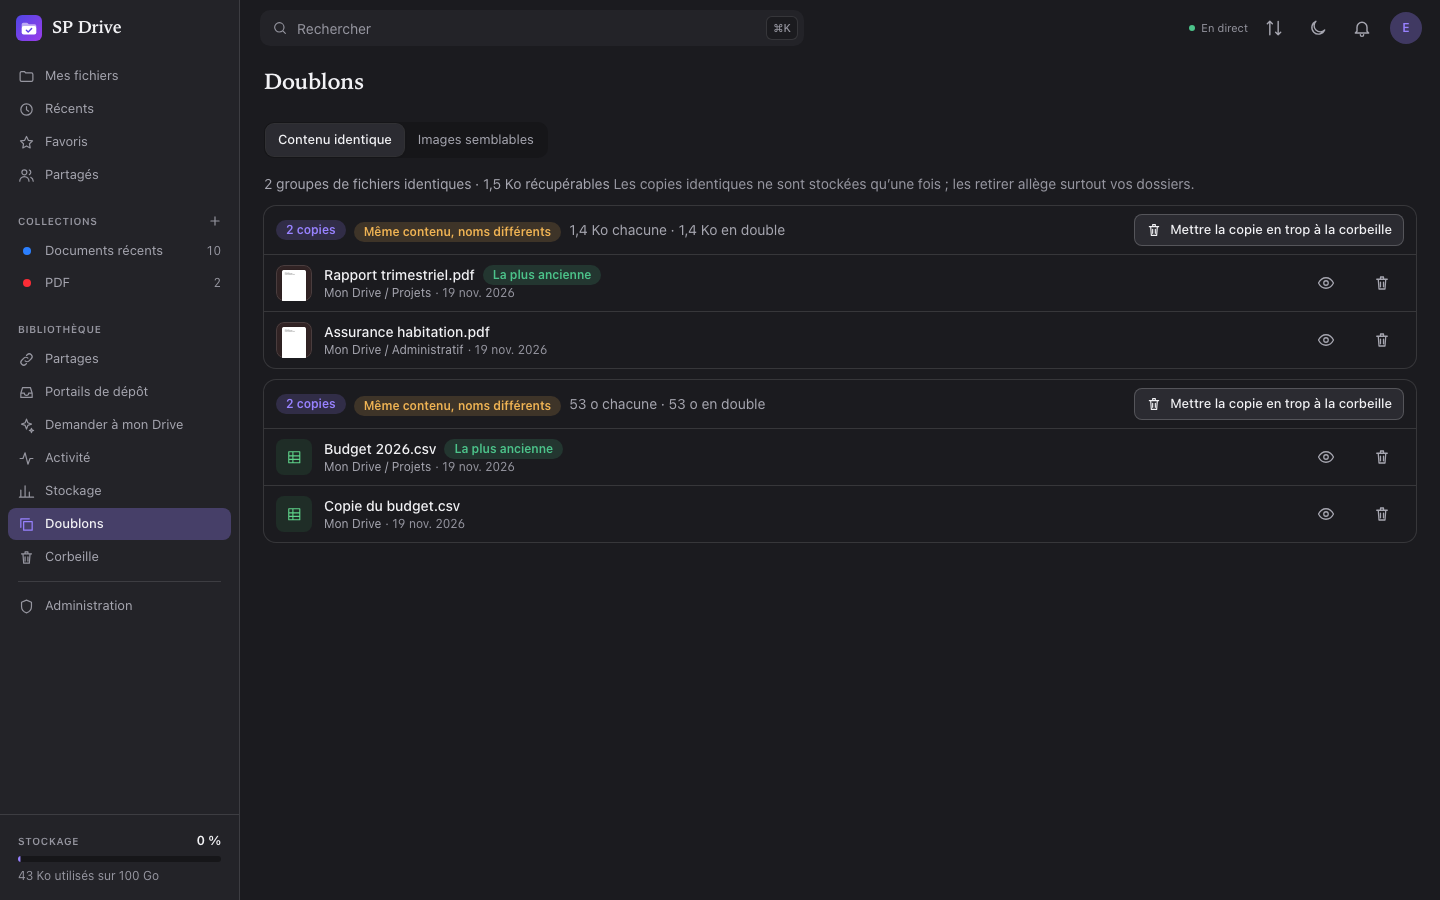 SP Drive
Rechercher
⌘K
En direct
E
Mes fichiers
Récents
Favoris
Partagés
COLLECTIONS
Documents récents 10
PDF 2
BIBLIOTHÈQUE
Partages
Portails de dépôt
Demander à mon Drive
Activité
Stockage
Doublons
Corbeille
Administration
STOCKAGE 0 %
43 Ko utilisés sur 100 Go
Doublons
Contenu identique Images semblables
2 groupes de fichiers identiques · 1,5 Ko récupérables Les copies identiques ne sont stockées qu'une fois ; les retirer allège surtout vos dossiers.
2 copies Même contenu, noms différents 1,4 Ko chacune · 1,4 Ko en double Mettre la copie en trop à la corbeille
Rapport trimestriel.pdf La plus ancienne
Mon Drive / Projets · 19 nov. 2026
Assurance habitation.pdf
Mon Drive / Administratif · 19 nov. 2026
2 copies Même contenu, noms différents 53 o chacune · 53 o en double Mettre la copie en trop à la corbeille
Budget 2026.csv La plus ancienne
Mon Drive / Projets · 19 nov. 2026
Copie du budget.csv
Mon Drive · 19 nov. 2026